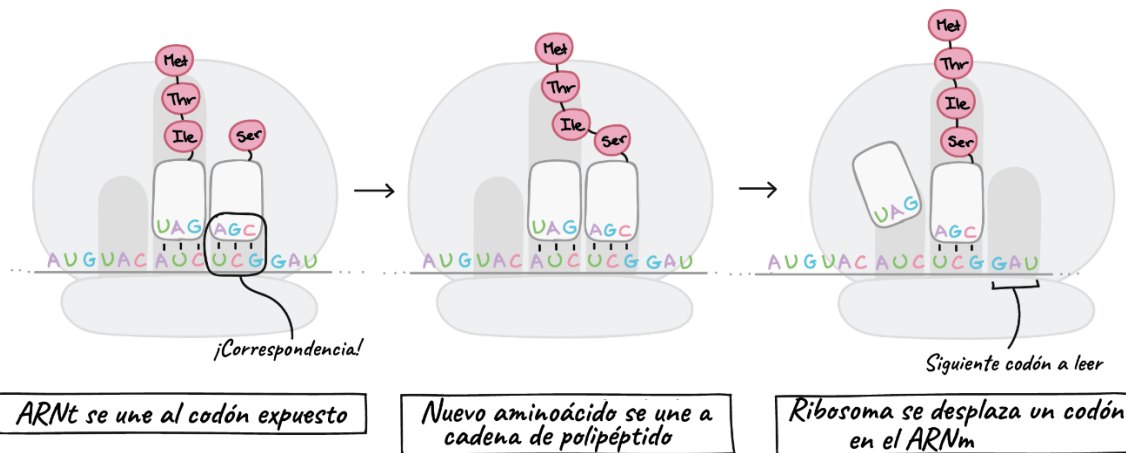 Met
Thr
Ile
Ser
UAG
AGC
AUGUACAUCUCGGAU
¡Correspondencia!
ARNt se une al codón expuesto
Met
Thr
Ile
Ser
UAG
AGC
AUGUACAUCUCGGAU
Nuevo aminoácido se une a
cadena de polipéptido
Met
Thr
Ile
Ser
UAG
AGC
AUGUACAUCUCGGAU
Siguiente codón a leer
Ribosoma se desplaza un codón
en el ARNm